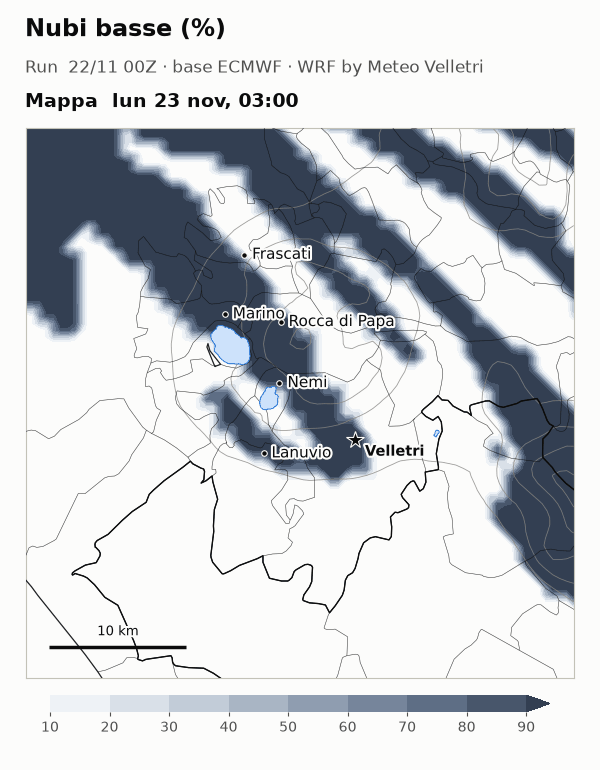 Nubi basse (%)
Run  22/11 00Z · base ECMWF · WRF by Meteo Velletri
Mappa  lun 23 nov, 03:00
Frascati
Marino
Rocca di Papa
Nemi
Velletri
Lanuvio
10 km
10 20 30 40 50 60 70 80 90